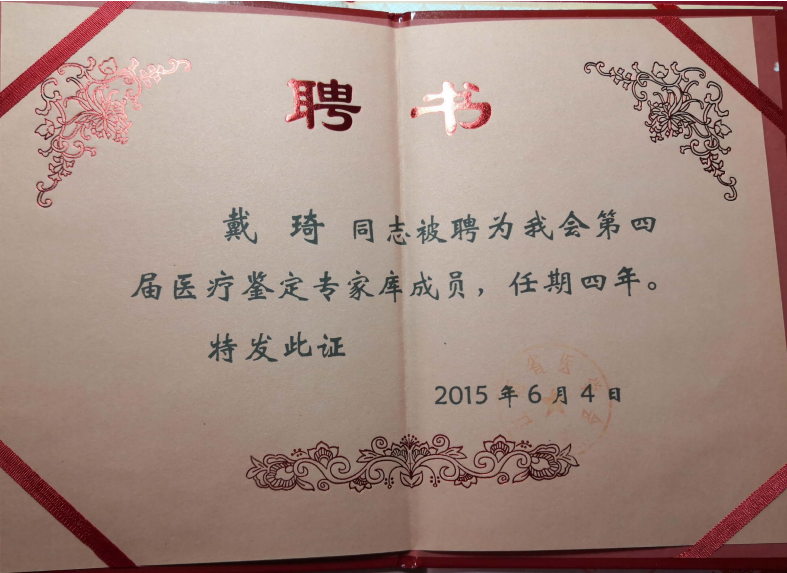 聘书
戴 琦 同志被聘为我会第四
届医疗鉴定专家库成员，任期四年。
特发此证
2015年6月4日